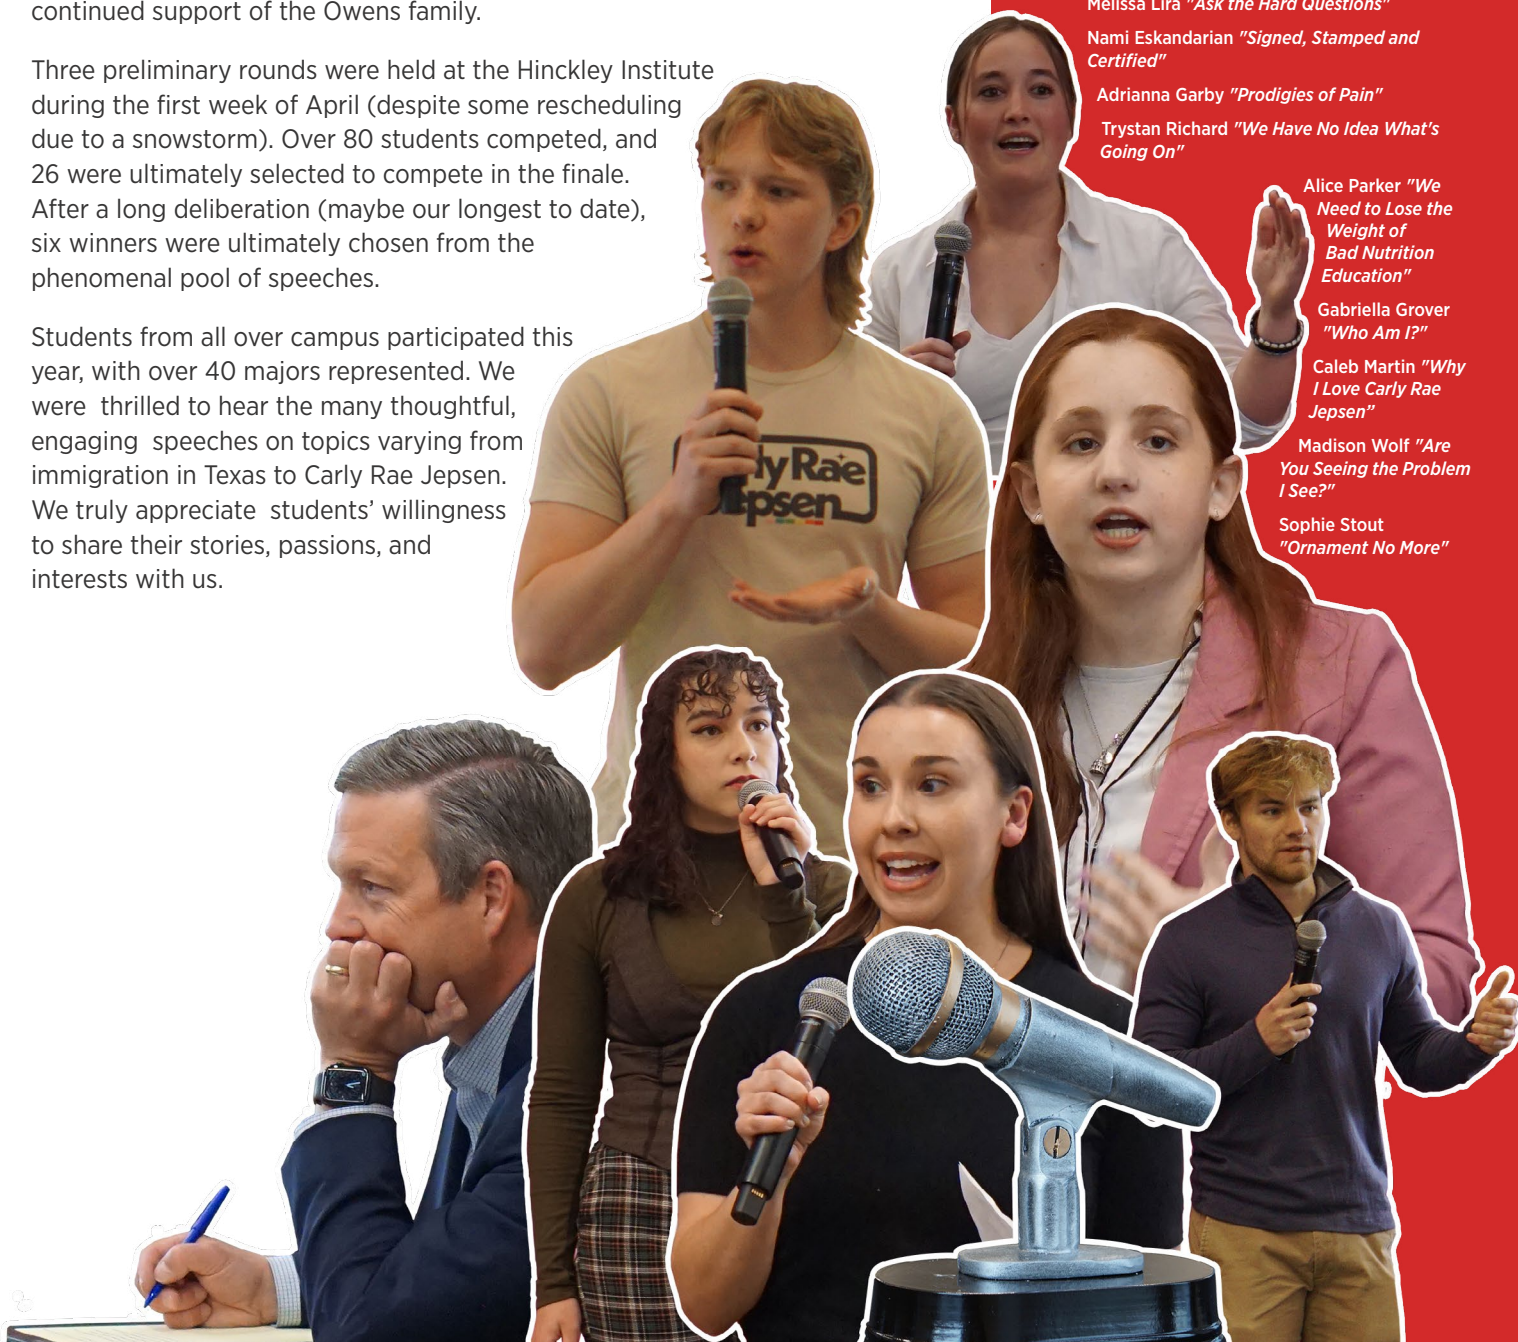 continued support of the Owens family.
Three preliminary rounds were held at the Hinckley Institute
during the first week of April (despite some rescheduling
due to a snowstorm). Over 80 students competed, and
26 were ultimately selected to compete in the finale.
After a long deliberation (maybe our longest to date),
six winners were ultimately chosen from the
phenomenal pool of speeches.
Students from all over campus participated this
year, with over 40 majors represented. We
were thrilled to hear the many thoughtful,
engaging speeches on topics varying from
immigration in Texas to Carly Rae Jepsen.
We truly appreciate students’ willingness
to share their stories, passions, and
interests with us.
Melissa Lira "Ask the Hard Questions"
Nami Eskandarian "Signed, Stamped and
Certified"
Adrianna Garby "Prodigies of Pain"
Trystan Richard "We Have No Idea What's
Going On"
Alice Parker "We
Need to Lose the
Weight of
Bad Nutrition
Education"
Gabriella Grover
"Who Am I?"
Caleb Martin "Why
I Love Carly Rae
Jepsen”
Madison Wolf "Are
You Seeing the Problem
I See?"
Sophie Stout
"Ornament No More"
ly Rae
epsen